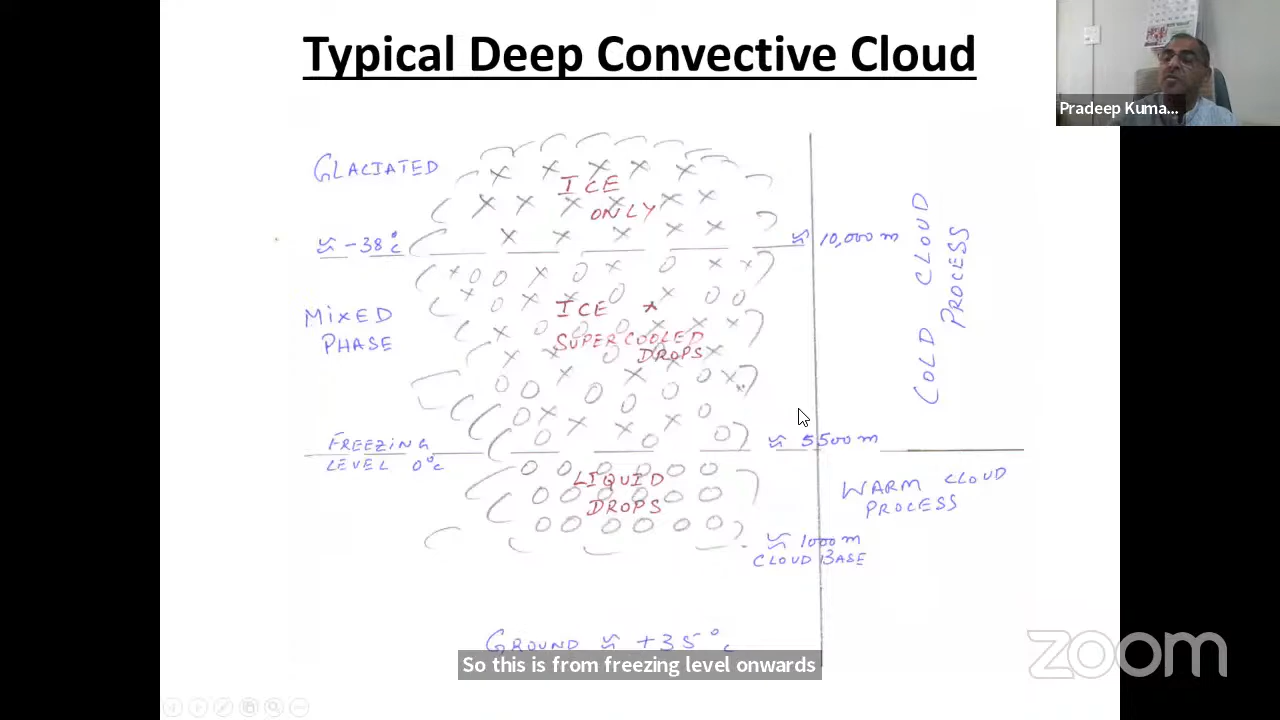 Typical Deep Convective Cloud
Pradeep Kuma...
GLACIATED
ICE
ONLY
≈ -38°c
≈ 10,000 m
COLD CLOUD
PROCESS
MIXED
PHASE
ICE *
SUPERCOOLED
DROPS
FREEZING
LEVEL 0°c
≈ 5,500 m
LIQUID
DROPS
WARM CLOUD
PROCESS
≈ 1000 m
CLOUD BASE
GROUND ≈ +35°c
So this is from freezing level onwards
zoom